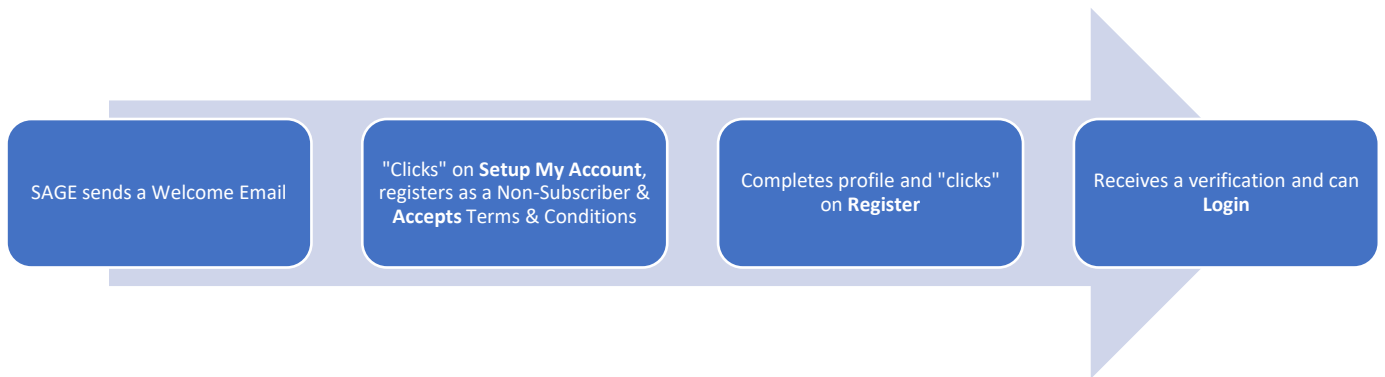 SAGE sends a Welcome Email
"Clicks" on Setup My Account,
registers as a Non-Subscriber &
Accepts Terms & Conditions
Completes profile and "clicks"
on Register
Receives a verification and can
Login